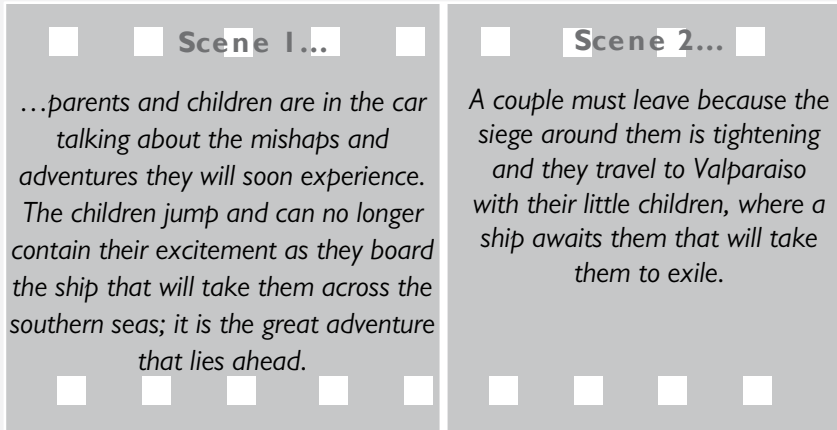 Scene 1...
...parents and children are in the car
talking about the mishaps and
adventures they will soon experience.
The children jump and can no longer
contain their excitement as they board
the ship that will take them across the
southern seas; it is the great adventure
that lies ahead.
Scene 2...
A couple must leave because the
siege around them is tightening
and they travel to Valparaiso
with their little children, where a
ship awaits them that will take
them to exile.